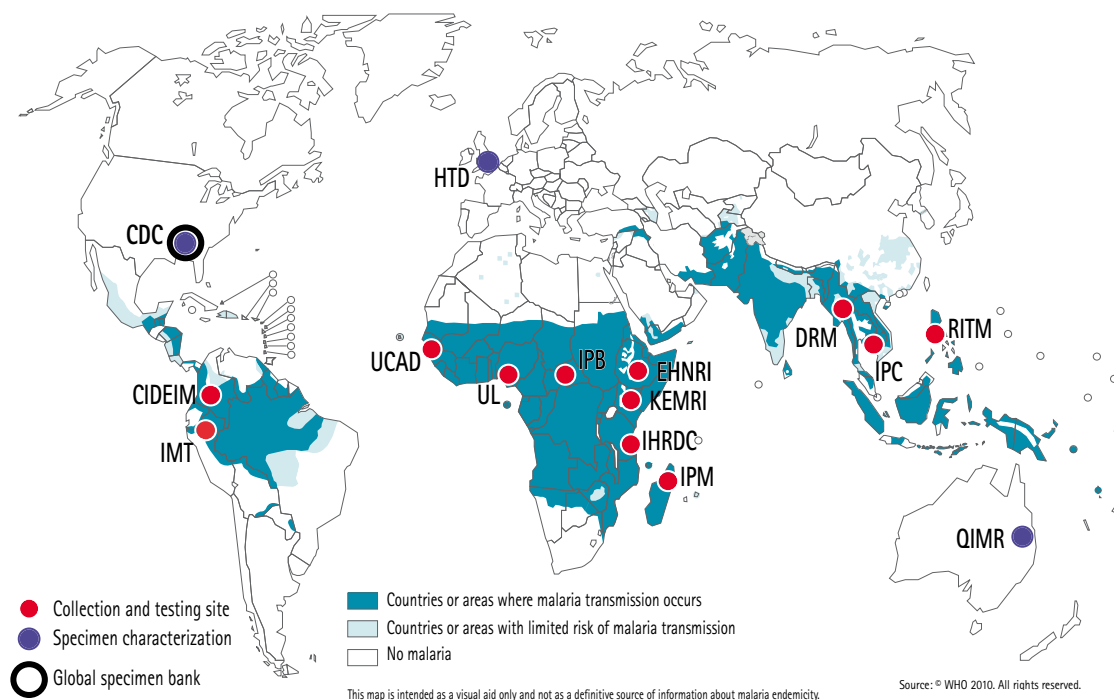 HTD
CDC
DRM
RITM
IPC
UCAD
UL
IPB
EHNRI
KEMRI
CIDEIM
IMT
IHRDC
IPM
QIMR
Collection and testing site
Specimen characterization
Global specimen bank
Countries or areas where malaria transmission occurs
Countries or areas with limited risk of malaria transmission
No malaria
This map is intended as a visual aid only and not as a definitive source of information about malaria endemicity.
Source: © WHO 2010. All rights reserved.